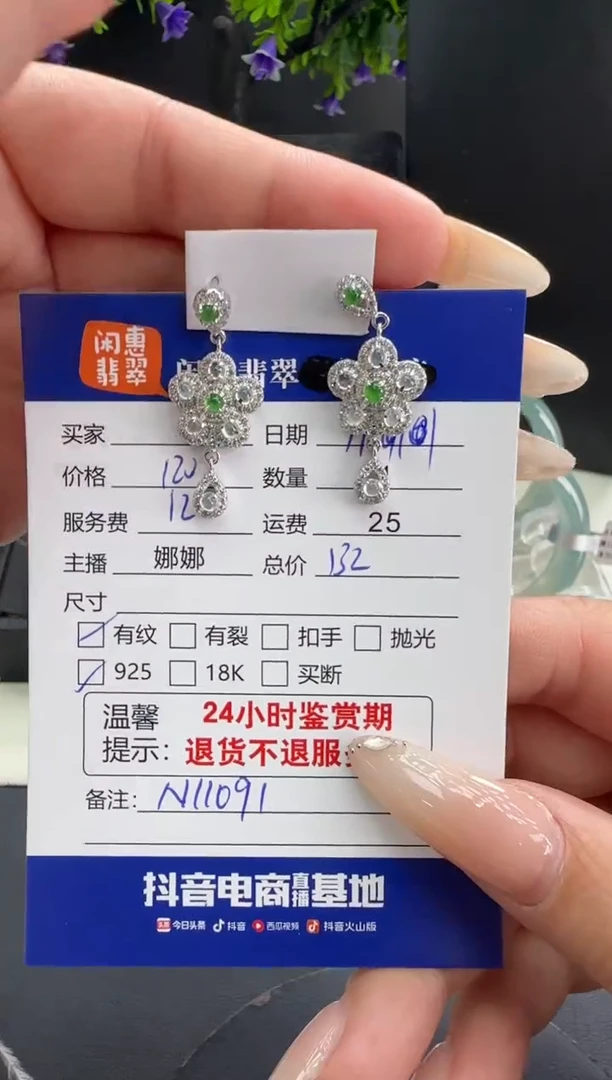 闲惠
翡翠
翡翠
买家 日期
价格 120 数量
服务费 12 运费 25
主播 娜娜 总价 132
尺寸
有纹 有裂 扣手 抛光
925 18K 买断
温馨 24小时鉴赏期
提示: 退货不退服
备注: N11091
抖音电商直播基地
头条 今日头条 抖音 西瓜视频 抖音火山版